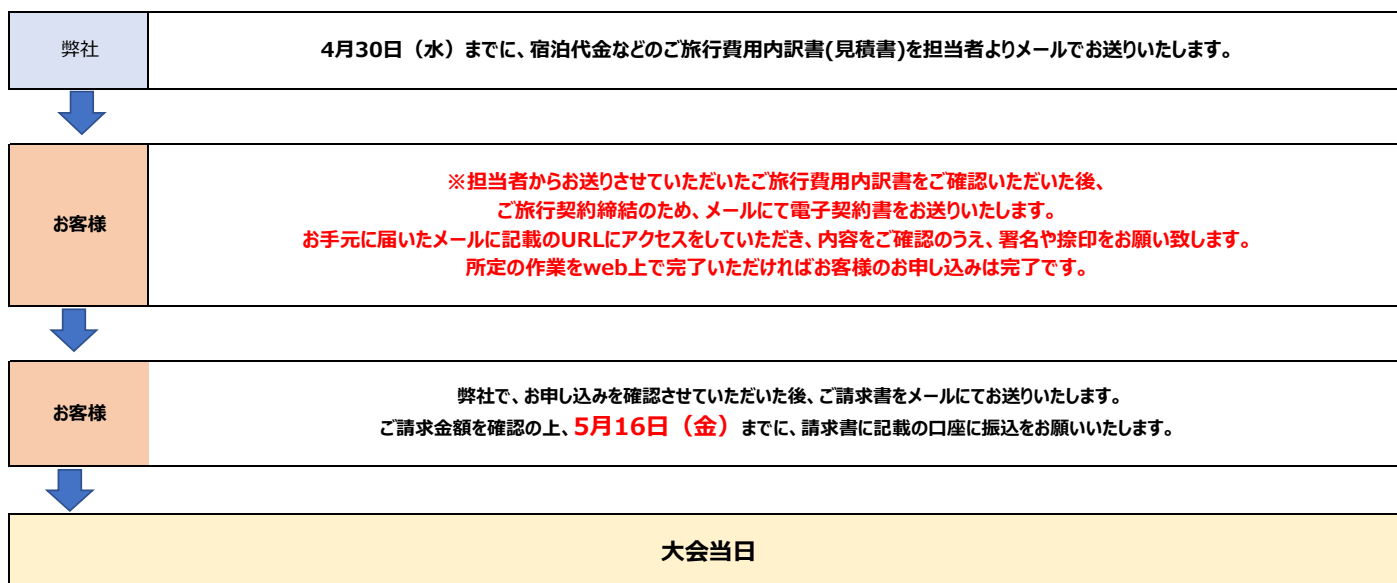 弊社
4月30日（水）までに、宿泊代金などのご旅行費用内訳書(見積書)を担当者よりメールでお送りいたします。
お客様
※担当者からお送りさせていただいたご旅行費用内訳書をご確認いただいた後、
ご旅行契約締結のため、メールにて電子契約書をお送りいたします。
お手元に届いたメールに記載のURLにアクセスをしていただき、内容をご確認のうえ、署名や捺印をお願い致します。
所定の作業をweb上で完了いただければお客様のお申し込みは完了です。
お客様
弊社で、お申し込みを確認させていただいた後、ご請求書をメールにてお送りいたします。
ご請求金額を確認の上、5月16日（金）までに、請求書に記載の口座に振込をお願いいたします。
大会当日